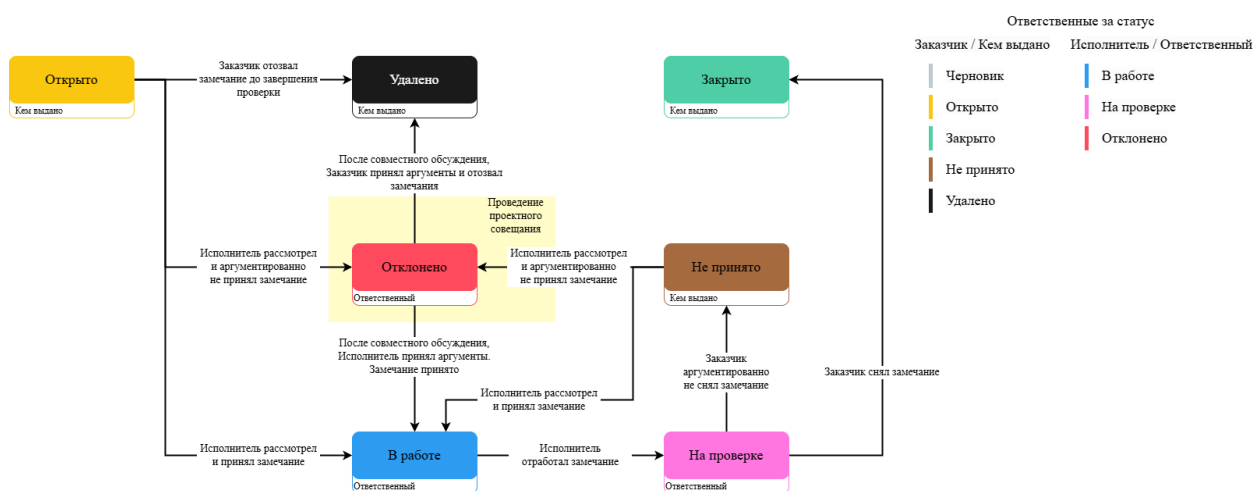 Ответственные за статус
Заказчик / Кем выдано
Исполнитель / Ответственный
Черновик
В работе
Открыто
На проверке
Закрыто
Отклонено
Не принято
Удалено
Открыто
Кем выдано
Заказчик отозвал
замечание до завершения
проверки
Удалено
Кем выдано
Закрыто
Кем выдано
После совместного обсуждения,
Заказчик принял аргументы и отозвал
замечания
Проведение
проектного
совещания
Исполнитель рассмотрел
и аргументированно
не принял замечание
Отклонено
Ответственный
Исполнитель рассмотрел
и аргументированно
не принял замечание
Не принято
Кем выдано
После совместного обсуждения,
Исполнитель принял аргументы.
Замечание принято
Заказчик
аргументированно
не снял замечание
Заказчик снял замечание
Исполнитель рассмотрел
и принял замечание
Исполнитель рассмотрел
и принял замечание
В работе
Ответственный
Исполнитель
отработал замечание
На проверке
Ответственный